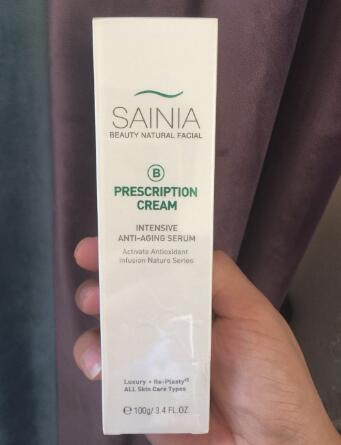 SAINIA
BEAUTY NATURAL FACIAL
B
PRESCRIPTION
CREAM
INTENSIVE
ANTI-AGING SERUM
Activate Antioxidant
Infusion Nature Series
Luxury + Re-Plasty
ALL Skin Care Types
℮ 100g/ 3.4 FL.OZ.